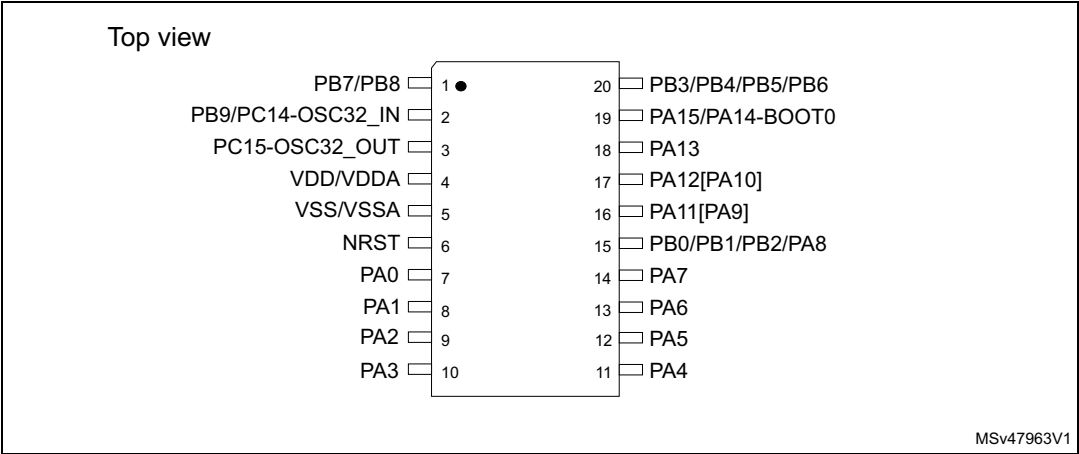 Top view
PB7/PB8 1 20 PB3/PB4/PB5/PB6
PB9/PC14-OSC32_IN 2 19 PA15/PA14-BOOT0
PC15-OSC32_OUT 3 18 PA13
VDD/VDDA 4 17 PA12[PA10]
VSS/VSSA 5 16 PA11[PA9]
NRST 6 15 PB0/PB1/PB2/PA8
PA0 7 14 PA7
PA1 8 13 PA6
PA2 9 12 PA5
PA3 10 11 PA4
MSv47963V1